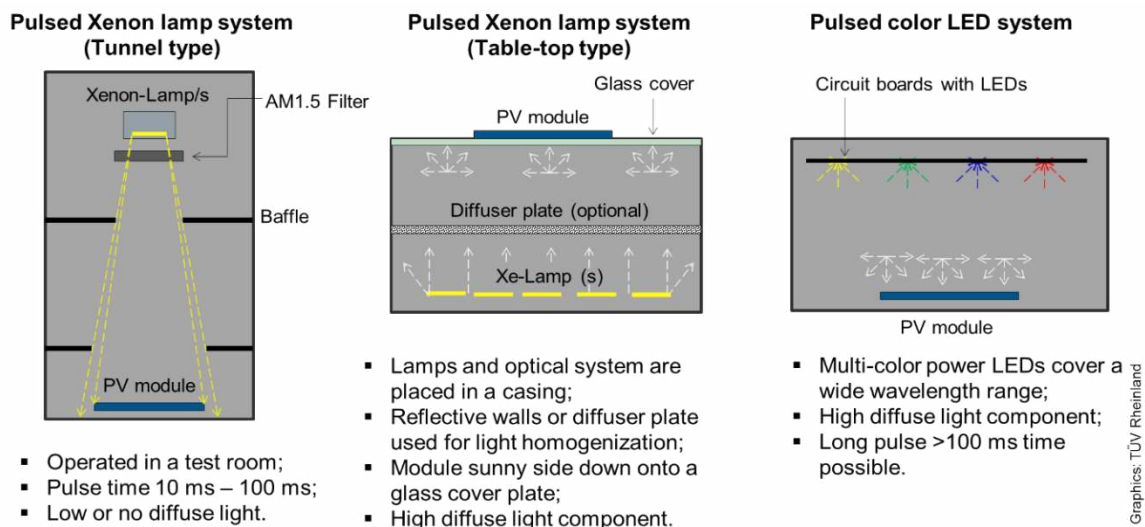 Pulsed Xenon lamp system
(Tunnel type)
Xenon-Lamp/s
AM1.5 Filter
Baffle
PV module
▪ Operated in a test room;
▪ Pulse time 10 ms – 100 ms;
▪ Low or no diffuse light.
Pulsed Xenon lamp system
(Table-top type)
Glass cover
PV module
Diffuser plate (optional)
Xe-Lamp (s)
▪ Lamps and optical system are
placed in a casing;
▪ Reflective walls or diffuser plate
used for light homogenization;
▪ Module sunny side down onto a
glass cover plate;
▪ High diffuse light component.
Pulsed color LED system
Circuit boards with LEDs
PV module
▪ Multi-color power LEDs cover a
wide wavelength range;
▪ High diffuse light component;
▪ Long pulse >100 ms time
possible.
Graphics: TÜV Rheinland